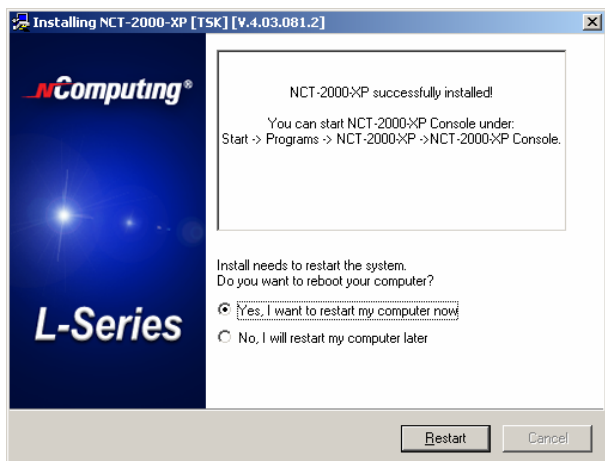 Installing NCT-2000-XP [TSK] [V.4.03.081.2]
NComputing®
NCT-2000-XP successfully installed!
You can start NCT-2000-XP Console under:
Start -> Programs -> NCT-2000-XP ->NCT-2000-XP Console.
Install needs to restart the system.
Do you want to reboot your computer?
Yes, I want to restart my computer now
No, I will restart my computer later
L-Series
Restart
Cancel